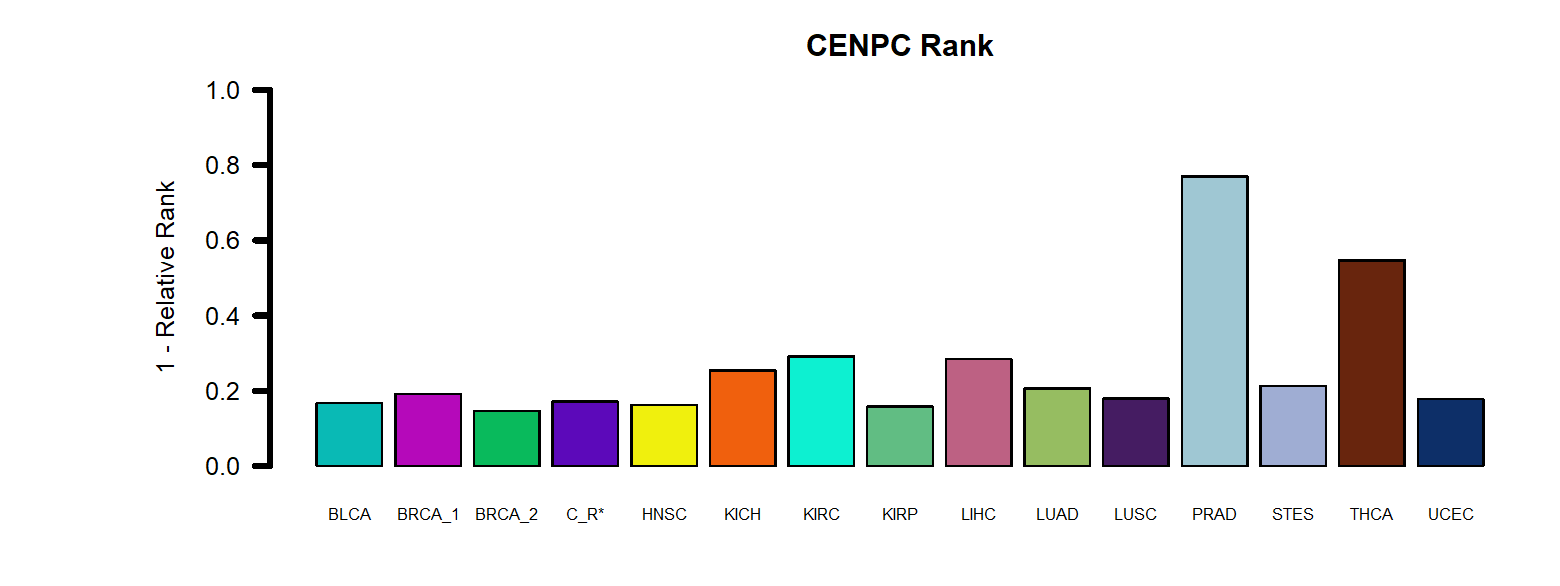 CENPC Rank
1 - Relative Rank
1.0
0.8
0.6
0.4
0.2
0.0
BLCA BRCA_1 BRCA_2 C_R* HNSC KICH KIRC KIRP LIHC LUAD LUSC PRAD STES THCA UCEC